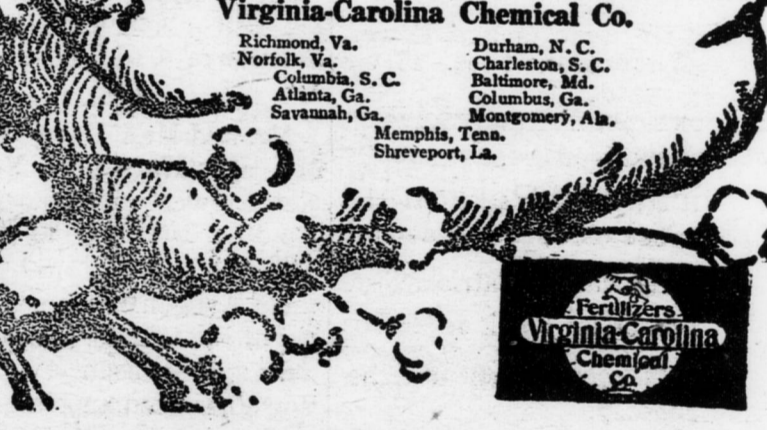 Virginia-Carolina Chemical Co.
Richmond, Va.
Norfolk, Va.
Columbia, S. C.
Atlanta, Ga.
Savannah, Ga.
Durham, N. C.
Charleston, S. C.
Baltimore, Md.
Columbus, Ga.
Montgomery, Ala.
Memphis, Tenn.
Shreveport, La.
Fertilizers
Virginia-Carolina
Chemical
Co.